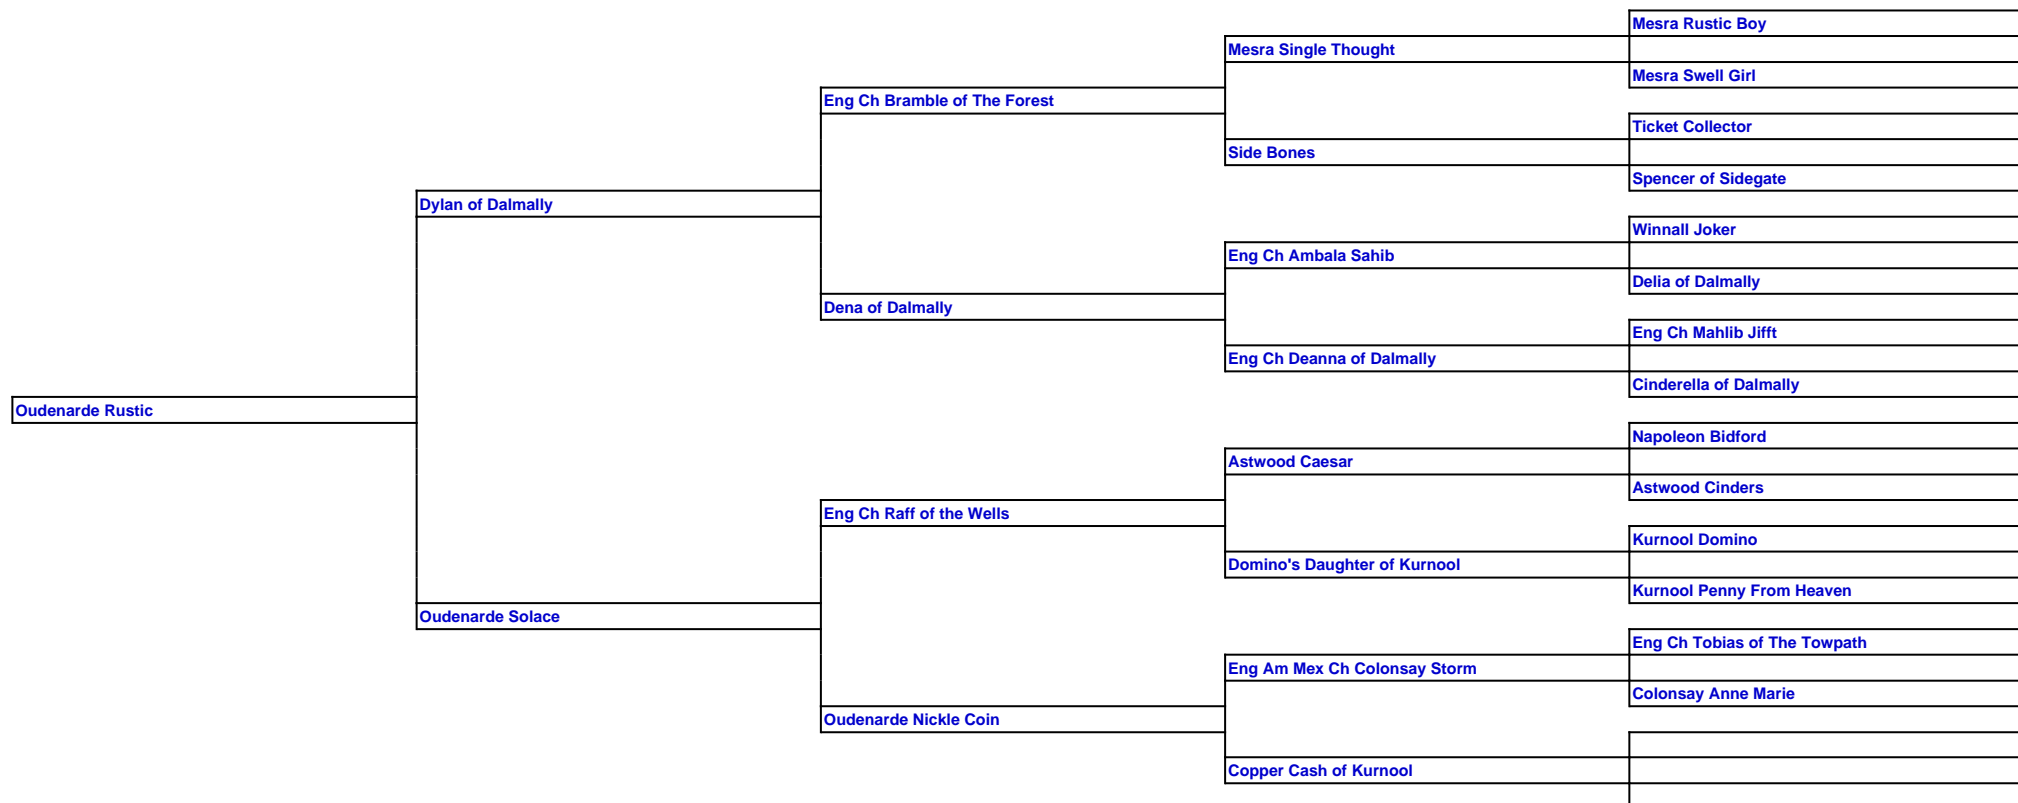 Mesra Rustic Boy
Mesra Single Thought
Mesra Swell Girl
Eng Ch Bramble of The Forest
Ticket Collector
Side Bones
Spencer of Sidegate
Dylan of Dalmally
Winnall Joker
Eng Ch Ambala Sahib
Delia of Dalmally
Dena of Dalmally
Eng Ch Mahlib Jifft
Eng Ch Deanna of Dalmally
Cinderella of Dalmally
Oudenarde Rustic
Napoleon Bidford
Astwood Caesar
Astwood Cinders
Eng Ch Raff of the Wells
Kurnool Domino
Domino's Daughter of Kurnool
Kurnool Penny From Heaven
Oudenarde Solace
Eng Ch Tobias of The Towpath
Eng Am Mex Ch Colonsay Storm
Colonsay Anne Marie
Oudenarde Nickle Coin
Copper Cash of Kurnool